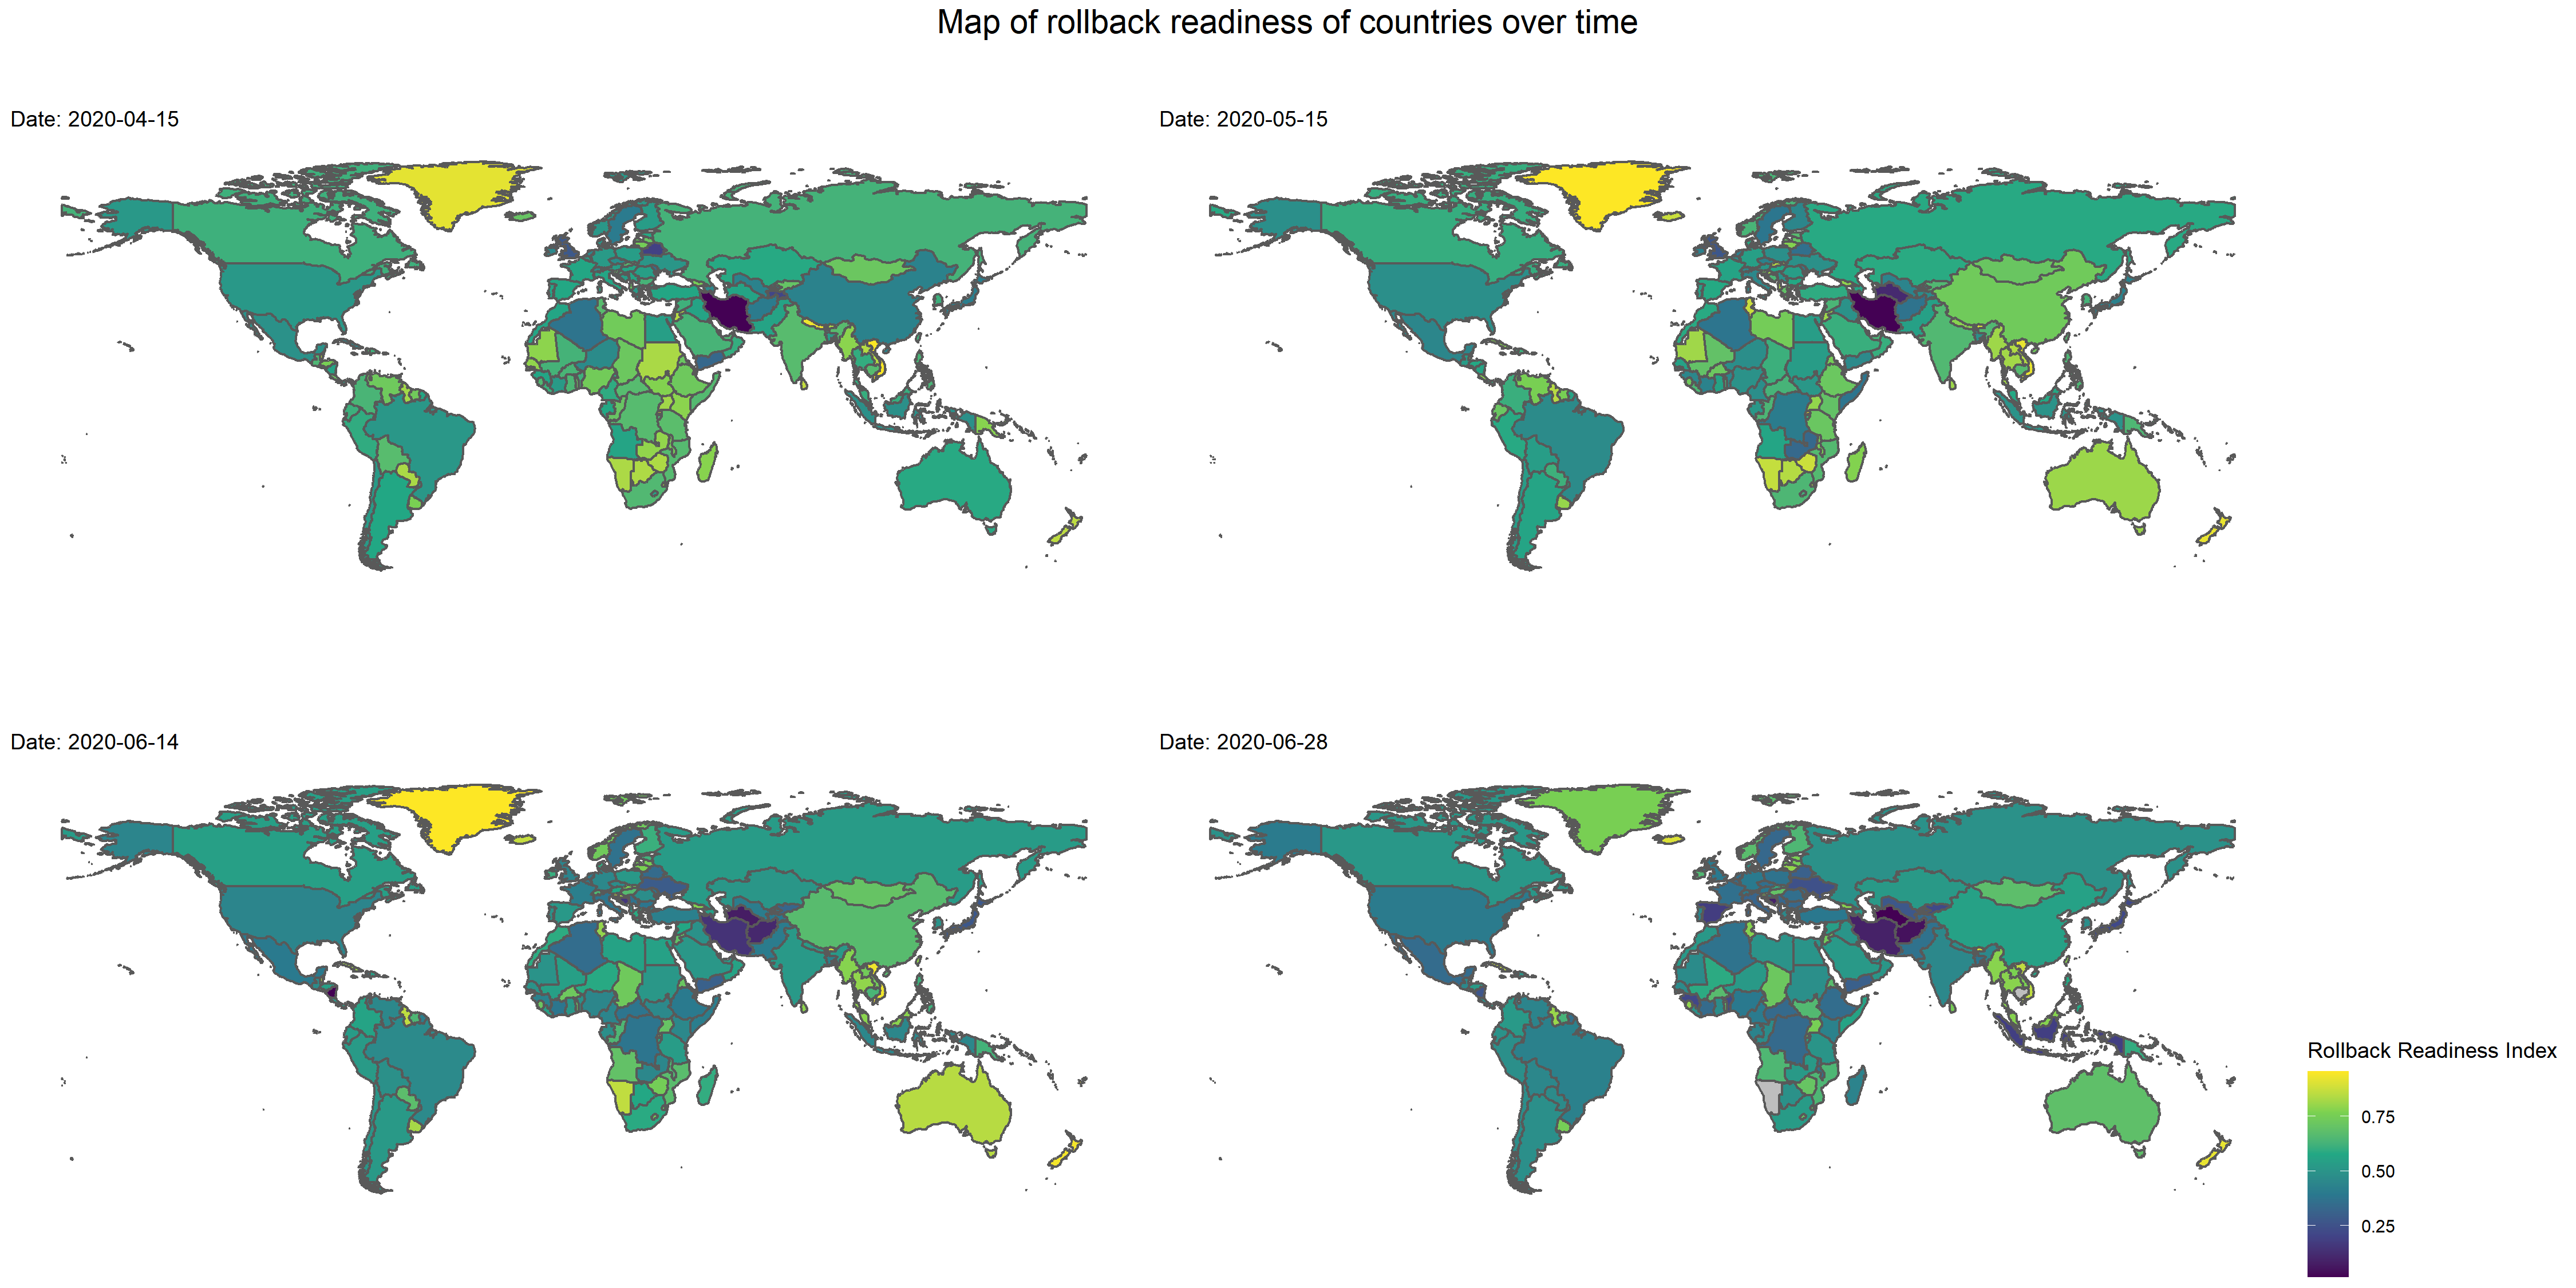 Map of rollback readiness of countries over time
Date: 2020-04-15
Date: 2020-05-15
Date: 2020-06-14
Date: 2020-06-28
Rollback Readiness Index
0.75
0.50
0.25